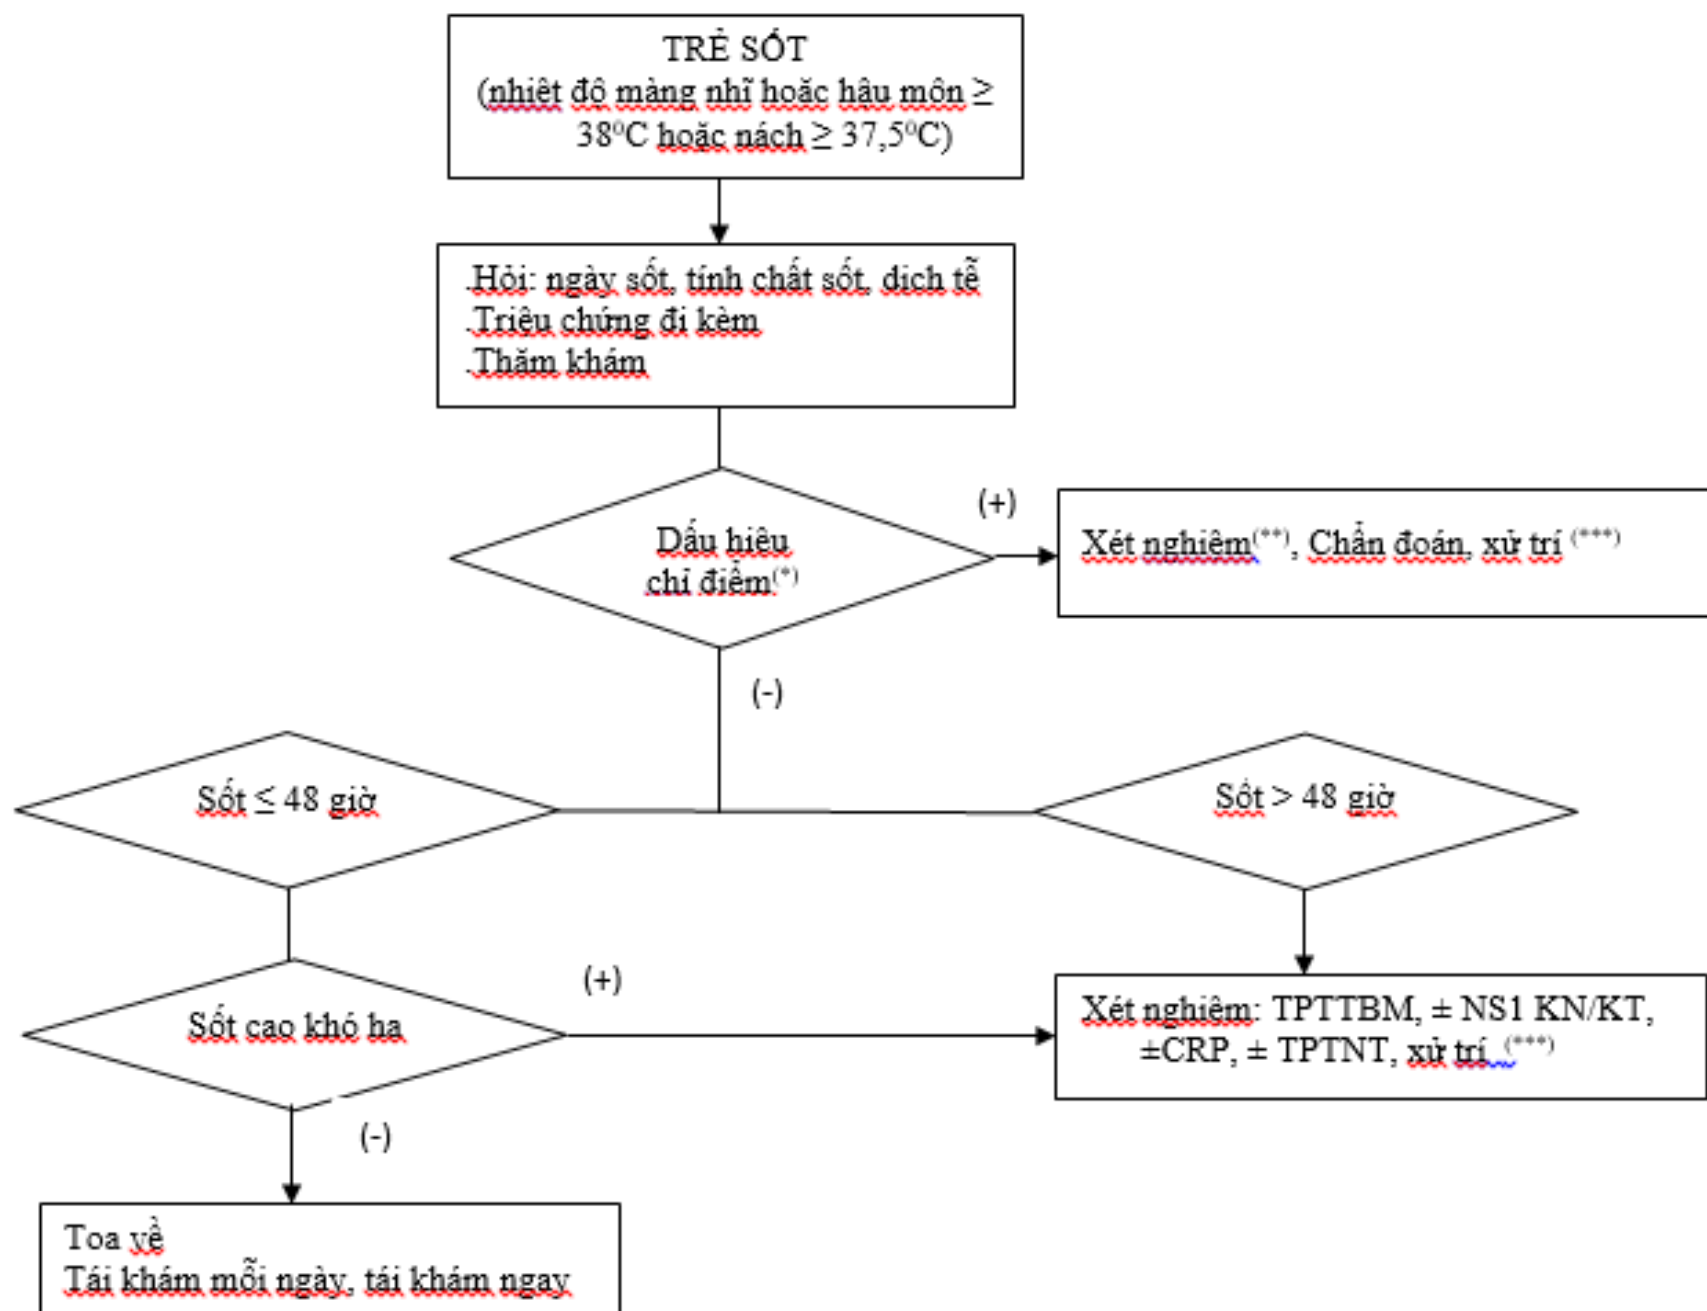 TRẺ SỐT
(nhiệt độ màng nhĩ hoặc hậu môn ≥
38⁰C hoặc nách ≥ 37,5⁰C)
.Hỏi: ngày sốt, tính chất sốt, dịch tễ
.Triệu chứng đi kèm
.Thăm khám
Dấu hiệu
chỉ điểm(*)
(+)
Xét nghiệm(**), Chẩn đoán, xử trí (***)
(-)
Sốt ≤ 48 giờ
Sốt > 48 giờ
Sốt cao khó hạ
(+)
Xét nghiệm: TPTTBM, ± NS1 KN/KT,
±CRP, ± TPTNT, xử trí (***)
(-)
Toa về
Tái khám mỗi ngày, tái khám ngay